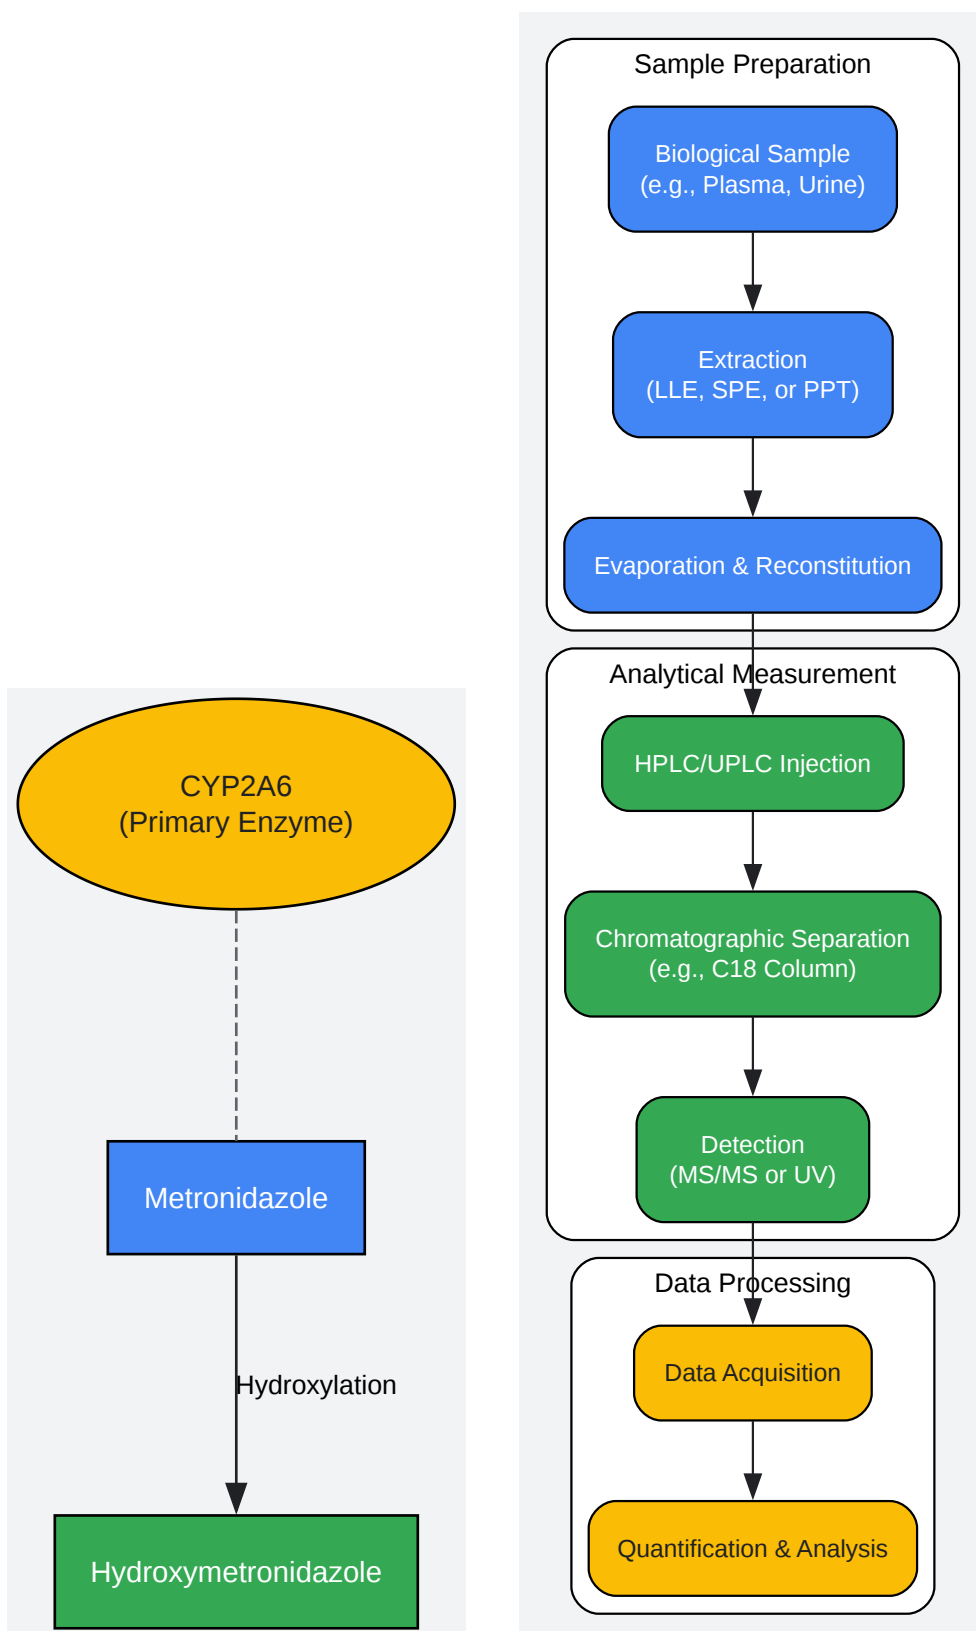 CYP2A6
(Primary Enzyme)
Metronidazole
Hydroxylation
Hydroxymetronidazole
Sample Preparation
Biological Sample
(e.g., Plasma, Urine)
Extraction
(LLE, SPE, or PPT)
Evaporation & Reconstitution
Analytical Measurement
HPLC/UPLC Injection
Chromatographic Separation
(e.g., C18 Column)
Detection
(MS/MS or UV)
Data Processing
Data Acquisition
Quantification & Analysis